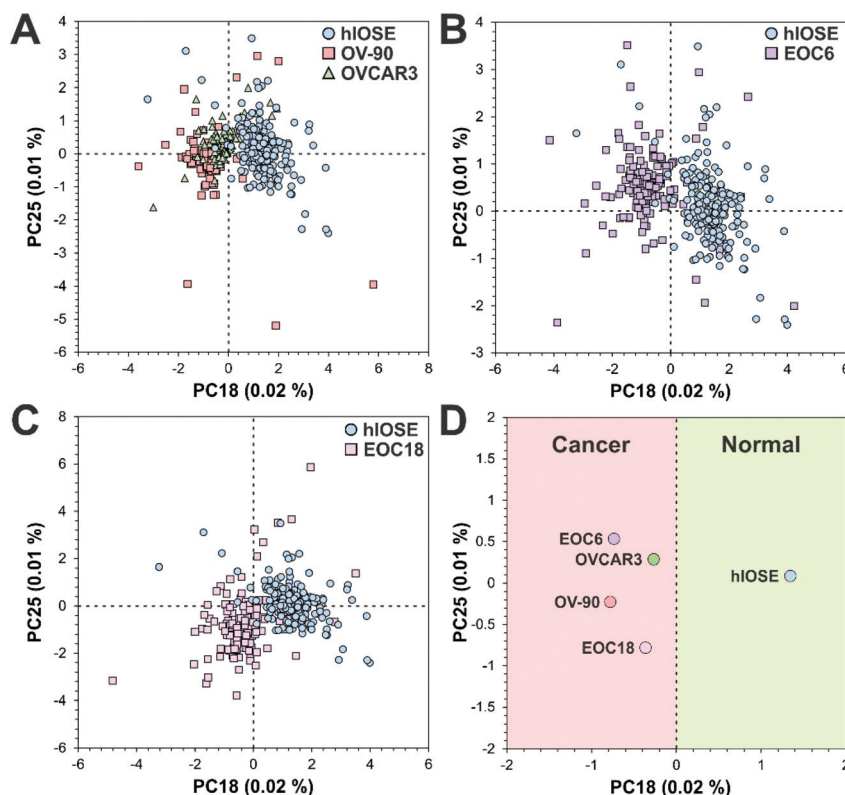 A
hIOSE
OV-90
OVCAR3
4
3
2
1
0
-1
-2
-3
-4
-5
-6
-8
-6
-4
-2
0
2
4
6
8
PC25 (0.01 %)
PC18 (0.02 %)
B
hIOSE
EOC6
4
3
2
1
0
-1
-2
-3
-6
-4
-2
0
2
4
6
PC25 (0.01 %)
PC18 (0.02 %)
C
hIOSE
EOC18
8
6
4
2
0
-2
-4
-6
-6
-4
-2
0
2
4
6
PC25 (0.01 %)
PC18 (0.02 %)
D
Cancer
Normal
EOC6
OVCAR3
OV-90
EOC18
hIOSE
2
1.5
1
0.5
0
-0.5
-1
-1.5
-2
-2
-1
0
1
2
PC25 (0.01 %)
PC18 (0.02 %)